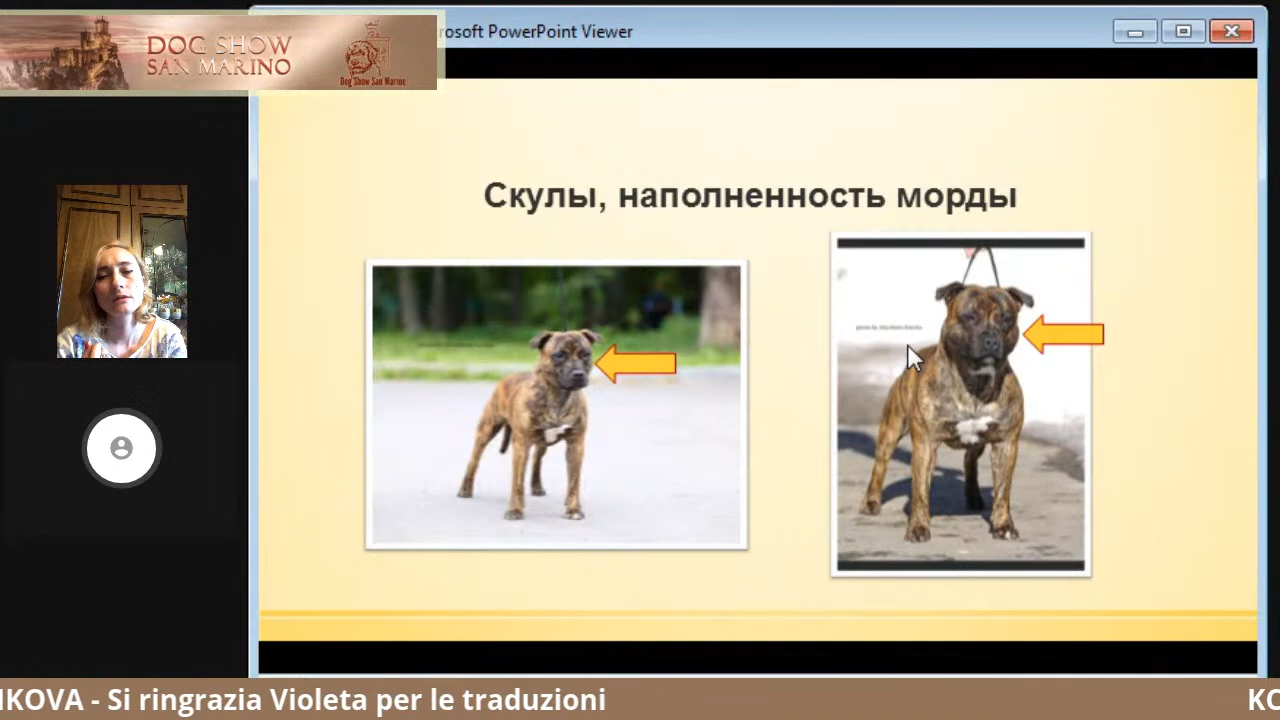 DOG SHOW
SAN MARINO
Dog Show San Marino
rosoft PowerPoint Viewer
Скулы, наполненность морды
IKOVA - Si ringrazia Violeta per le traduzioni
KO